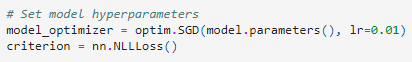 # Set model hyperparameters
model_optimizer = optim.SGD(model.parameters(), lr=0.01)
criterion = nn.NLLLoss()